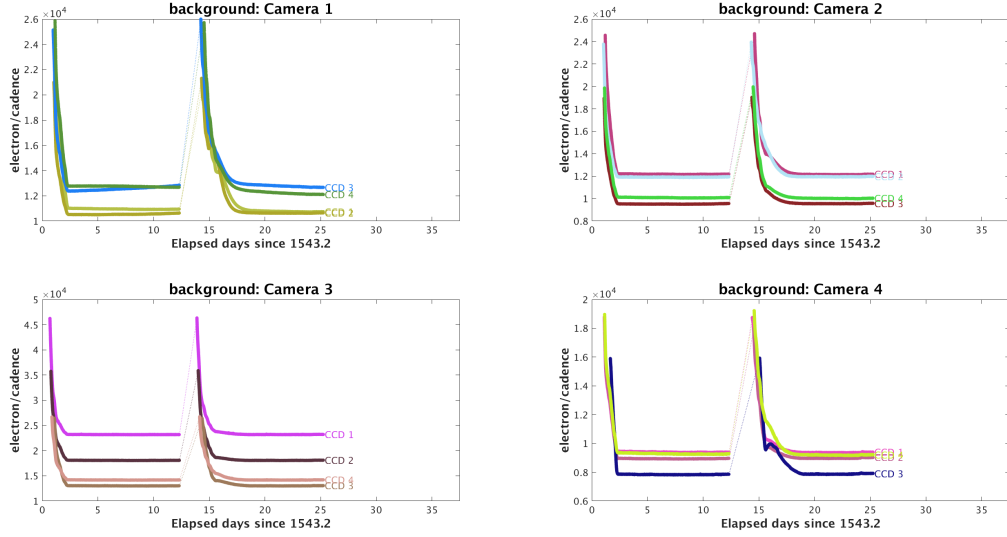 background: Camera 1
×10⁴
2.6
2.4
2.2
2
1.8
1.6
1.4
1.2
1
electron/cadence
CCD 3
CCD 4
CCD 2
0 5 10 15 20 25 30 35
Elapsed days since 1543.2
background: Camera 2
×10⁴
2.6
2.4
2.2
2
1.8
1.6
1.4
1.2
1
0.8
electron/cadence
CCD 1
CCD 4
CCD 3
0 5 10 15 20 25 30 35
Elapsed days since 1543.2
background: Camera 3
×10⁴
5
4.5
4
3.5
3
2.5
2
1.5
1
electron/cadence
CCD 1
CCD 2
CCD 4
CCD 3
0 5 10 15 20 25 30 35
Elapsed days since 1543.2
background: Camera 4
×10⁴
2
1.8
1.6
1.4
1.2
1
0.8
0.6
electron/cadence
CCD 1
CCD 2
CCD 3
0 5 10 15 20 25 30 35
Elapsed days since 1543.2